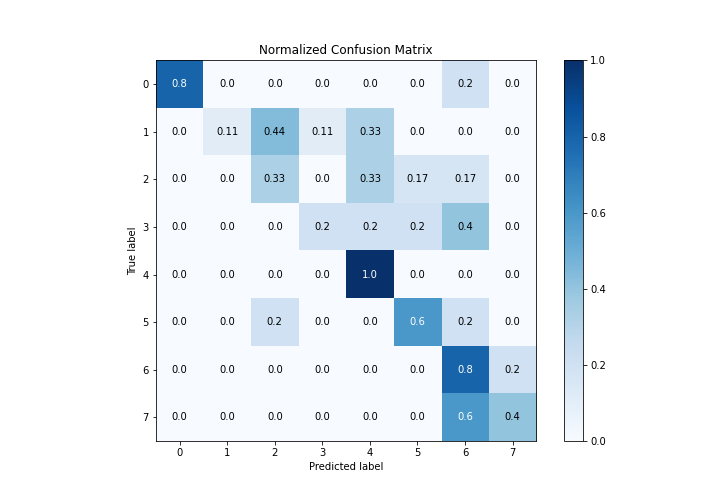 Normalized Confusion Matrix
1.0
0 0.8 0.0 0.0 0.0 0.0 0.0 0.2 0.0
1 0.0 0.11 0.44 0.11 0.33 0.0 0.0 0.0
0.8
2 0.0 0.0 0.33 0.0 0.33 0.17 0.17 0.0
3 0.0 0.0 0.0 0.2 0.2 0.2 0.4 0.0
0.6
True label
4 0.0 0.0 0.0 0.0 1.0 0.0 0.0 0.0
0.4
5 0.0 0.0 0.2 0.0 0.0 0.6 0.2 0.0
6 0.0 0.0 0.0 0.0 0.0 0.0 0.8 0.2
0.2
7 0.0 0.0 0.0 0.0 0.0 0.0 0.6 0.4
0.0
0 1 2 3 4 5 6 7
Predicted label